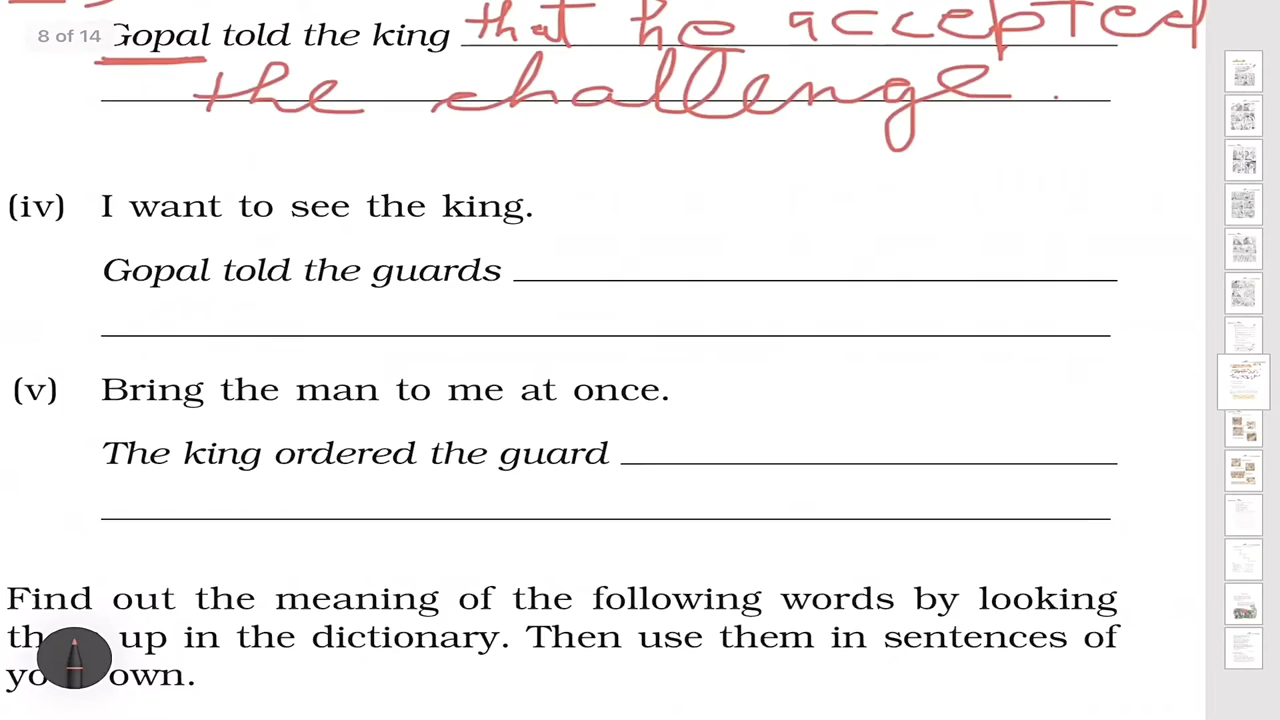 8 of 14
Gopal told the king that he accepted
the challenge.
(iv) I want to see the king.
Gopal told the guards
(v) Bring the man to me at once.
The king ordered the guard
Find out the meaning of the following words by looking
up in the dictionary. Then use them in sentences of
own.